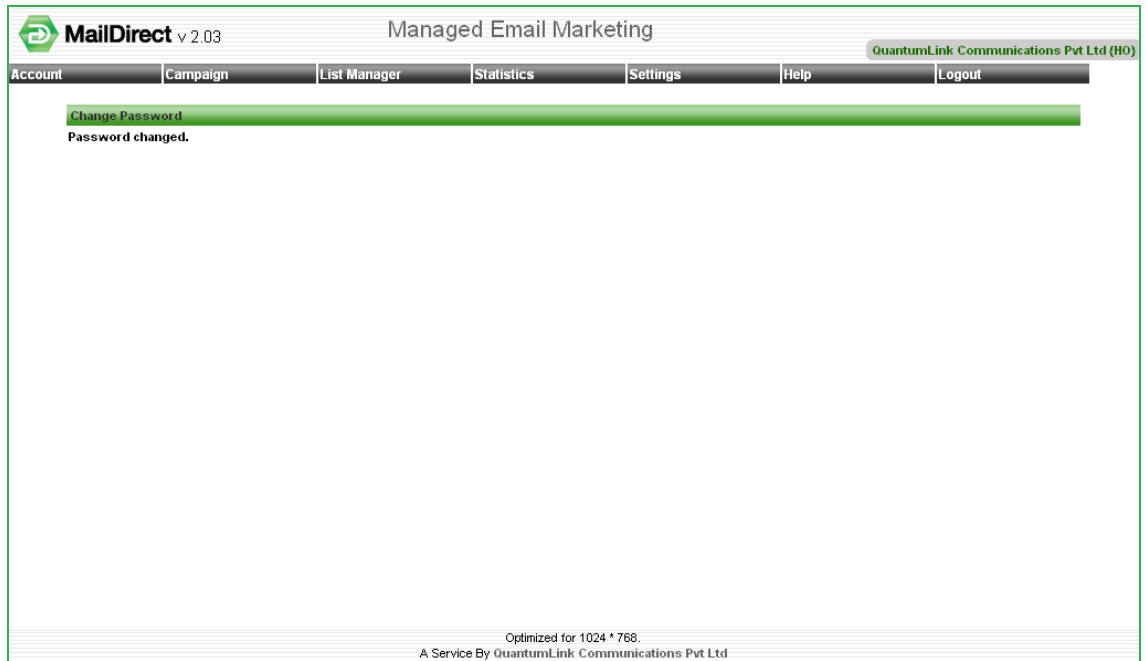 MailDirect v 2.03
Managed Email Marketing
QuantumLink Communications Pvt Ltd {HO}
Account Campaign List Manager Statistics Settings Help Logout
Change Password
Password changed.
Optimized for 1024 * 768.
A Service By QuantumLink Communications Pvt Ltd